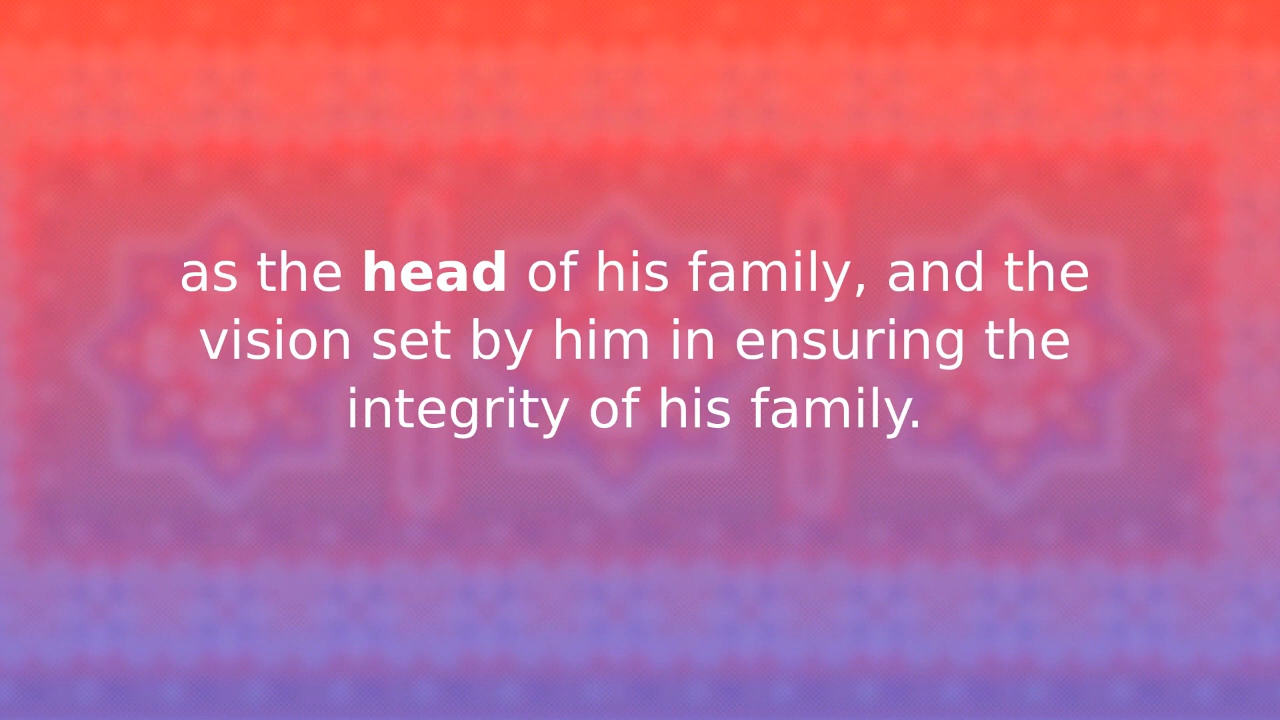 as the head of his family, and the
vision set by him in ensuring the
integrity of his family.